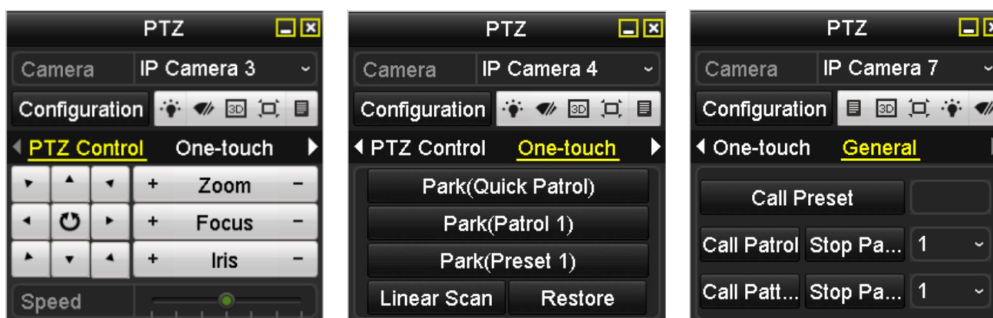 PTZ
Camera IP Camera 3
Configuration 3D
PTZ Control One-touch
+ Zoom -
+ Focus -
+ Iris -
Speed
PTZ
Camera IP Camera 4
Configuration 3D
PTZ Control One-touch
Park(Quick Patrol)
Park(Patrol 1)
Park(Preset 1)
Linear Scan Restore
PTZ
Camera IP Camera 7
Configuration 3D
One-touch General
Call Preset
Call Patrol Stop Pa... 1
Call Patt... Stop Pa... 1